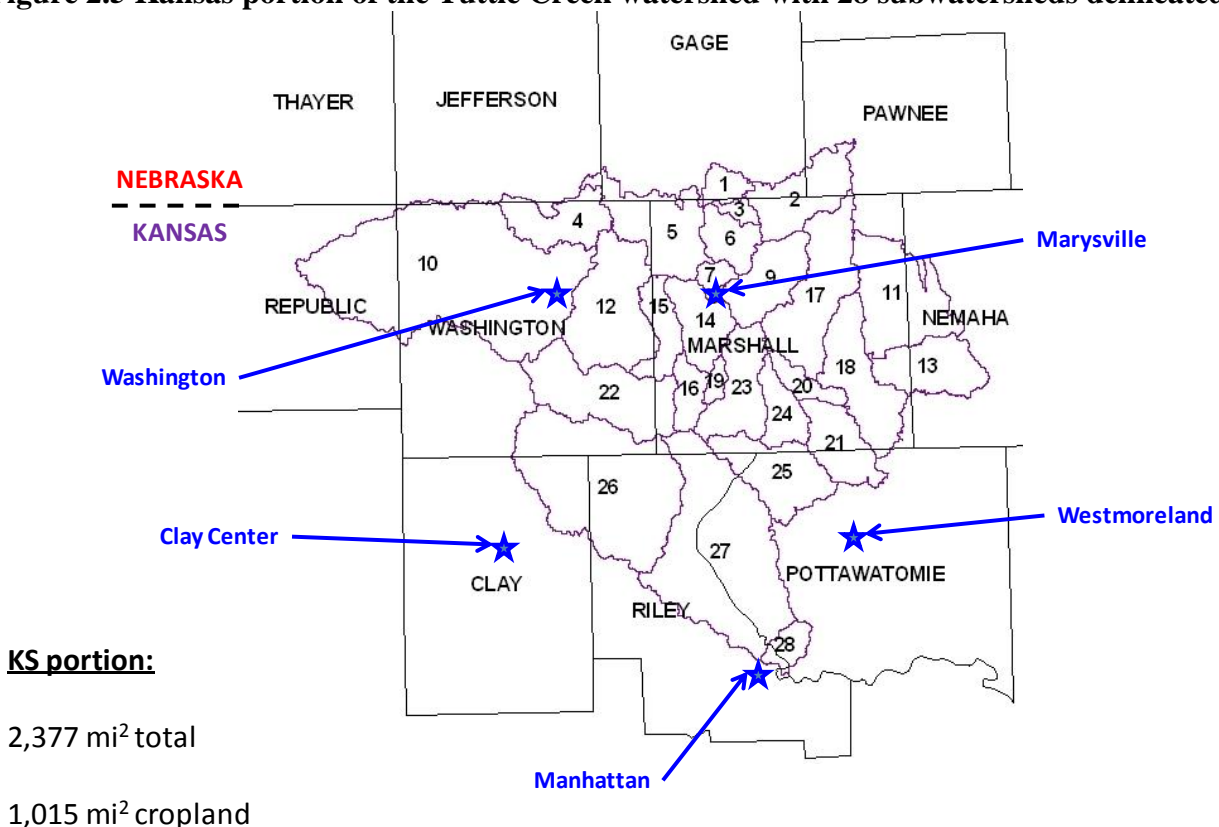 Figure 2.3 Kansas portion of the Tuttle Creek watershed with 28 subwatersheds delineated
GAGE
THAYER
JEFFERSON
PAWNEE
NEBRASKA
KANSAS
1
2
3
4
5
6
Marysville
10
7
9
17
11
REPUBLIC
WASHINGTON
12
15
14
NEMAHA
MARSHALL
Washington
22
16
19
23
20
18
13
24
21
25
26
Clay Center
Westmoreland
27
CLAY
POTTAWATOMIE
RILEY
28
KS portion:
2,377 mi² total
Manhattan
1,015 mi² cropland